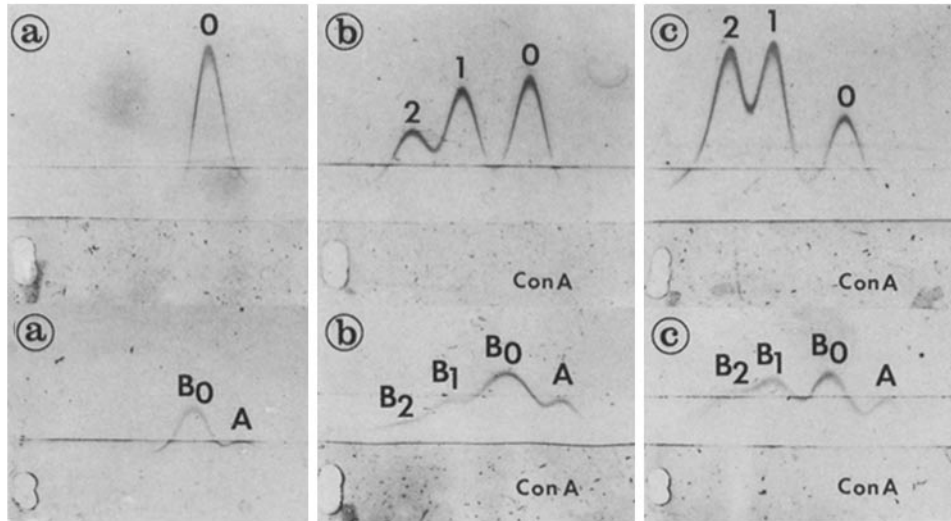 a 0
b 2 1 0
ConA
c 2 1 0
ConA
a B0 A
b B2 B1 B0 A
ConA
c B2 B1 B0 A
ConA